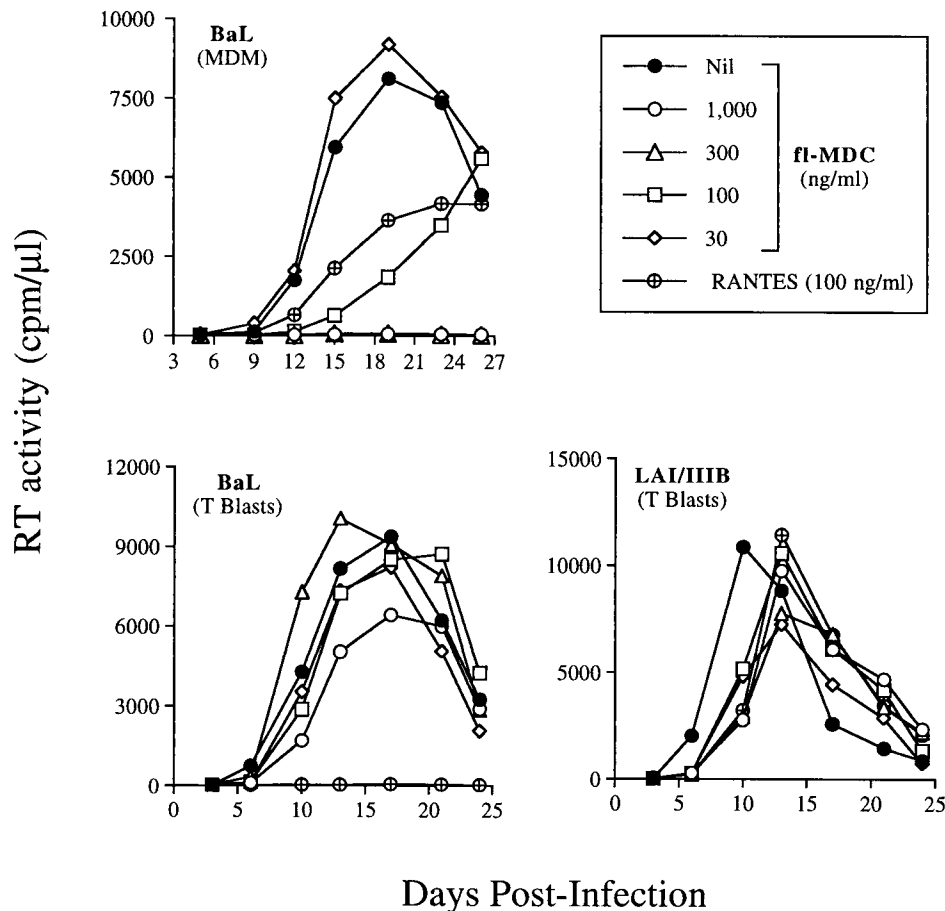 RT activity (cpm/µl)
BaL
(MDM)
10000
7500
5000
2500
0
3 6 9 12 15 18 21 24 27
Nil
1,000
300
100
30
fl-MDC
(ng/ml)
RANTES (100 ng/ml)
BaL
(T Blasts)
12000
9000
6000
3000
0
0 5 10 15 20 25
LAI/IIIB
(T Blasts)
15000
10000
5000
0
0 5 10 15 20 25
Days Post-Infection